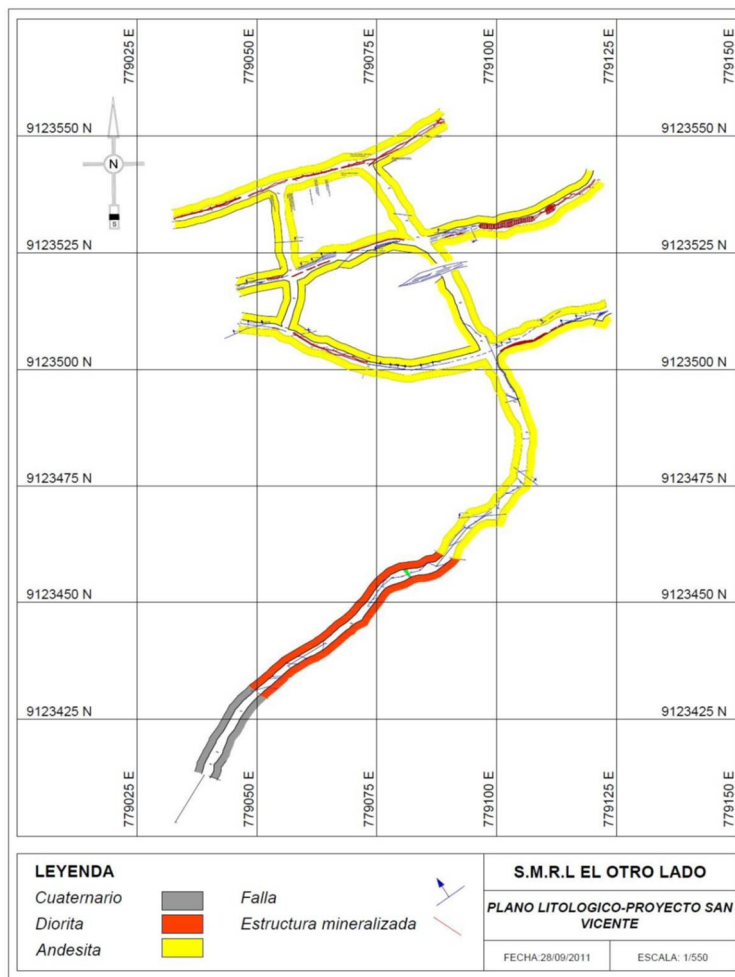 779025 E
779050 E
779075 E
779100 E
779125 E
779150 E
9123550 N
9123550 N
N
S
9123525 N
9123525 N
9123500 N
9123500 N
9123475 N
9123475 N
9123450 N
9123450 N
9123425 N
9123425 N
779025 E
779050 E
779075 E
779100 E
779125 E
779150 E
LEYENDA
Cuaternario
Diorita
Andesita
Falla
Estructura mineralizada
S.M.R.L EL OTRO LADO
PLANO LITOLOGICO-PROYECTO SAN
VICENTE
FECHA:28/09/2011
ESCALA: 1/550